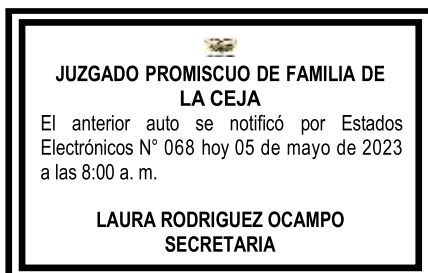 JUZGADO PROMISCUO DE FAMILIA DE
LA CEJA
El anterior auto se notificó por Estados
Electrónicos N° 068 hoy 05 de mayo de 2023
a las 8:00 a. m.
LAURA RODRIGUEZ OCAMPO
SECRETARIA